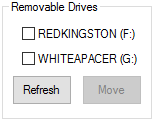 Removable Drives
REDKINGSTON (F:)
WHITEAPACER (G:)
Refresh
Move